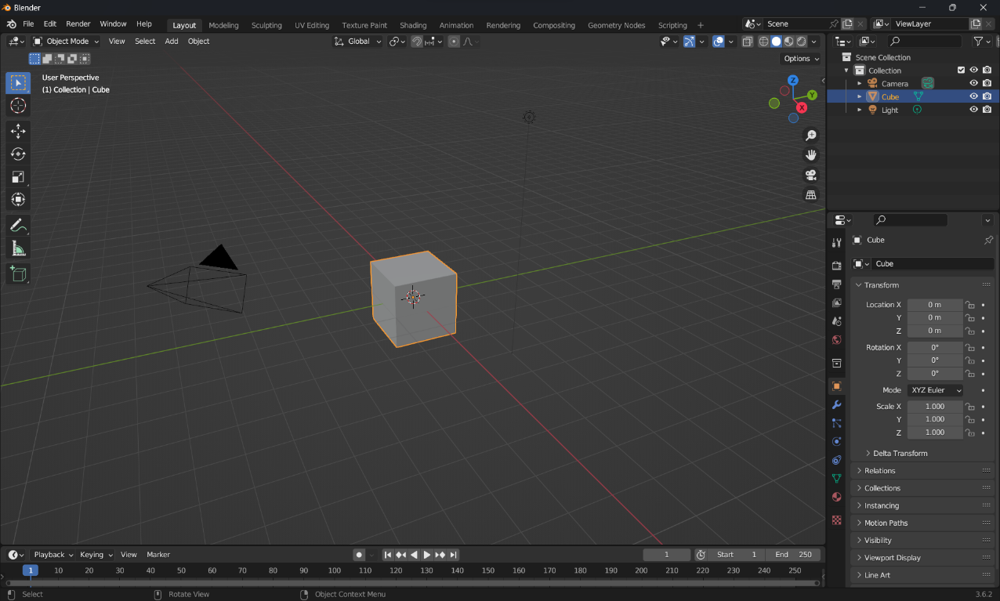 Blender
File Edit Render Window Help Layout Modeling Sculpting UV Editing Texture Paint Shading Animation Rendering Compositing Geometry Nodes Scripting + Scene ViewLayer
Object Mode View Select Add Object Global
Options
User Perspective
(1) Collection | Cube
Z
Y
X
Scene Collection
Collection
Camera
Cube
Light
Cube
Cube
Transform
Location X 0 m
Y 0 m
Z 0 m
Rotation X 0°
Y 0°
Z 0°
Mode XYZ Euler
Scale X 1.000
Y 1.000
Z 1.000
Delta Transform
Relations
Collections
Instancing
Motion Paths
Visibility
Viewport Display
Line Art
Playback Keying View Marker 1 Start 1 End 250
1 10 20 30 40 50 60 70 80 90 100 110 120 130 140 150 160 170 180 190 200 210 220 230 240 250
Select Rotate View Object Context Menu 3.6.2